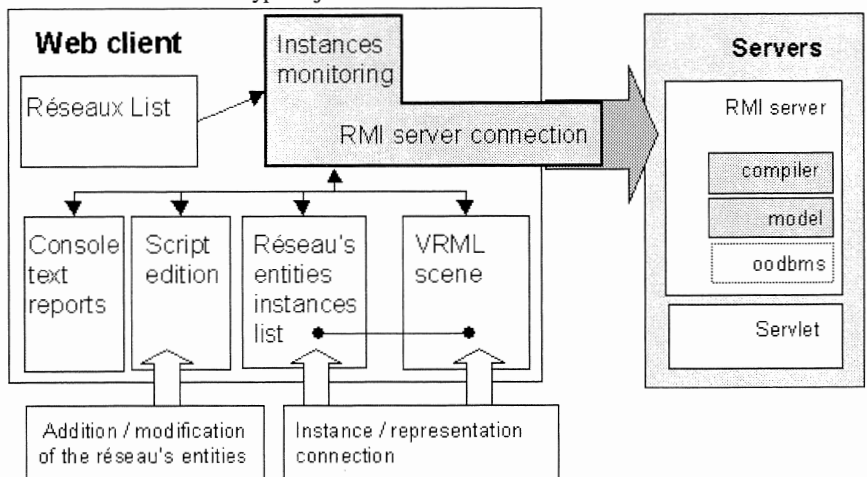 Web client
Instances
monitoring
Réseaux List
RMI server connection
Servers
RMI server
compiler
model
oodbms
Servlet
Console
text
reports
Script
edition
Réseau's
entities
instances
list
VRML
scene
Addition / modification
of the réseau's entities
Instance / representation
connection